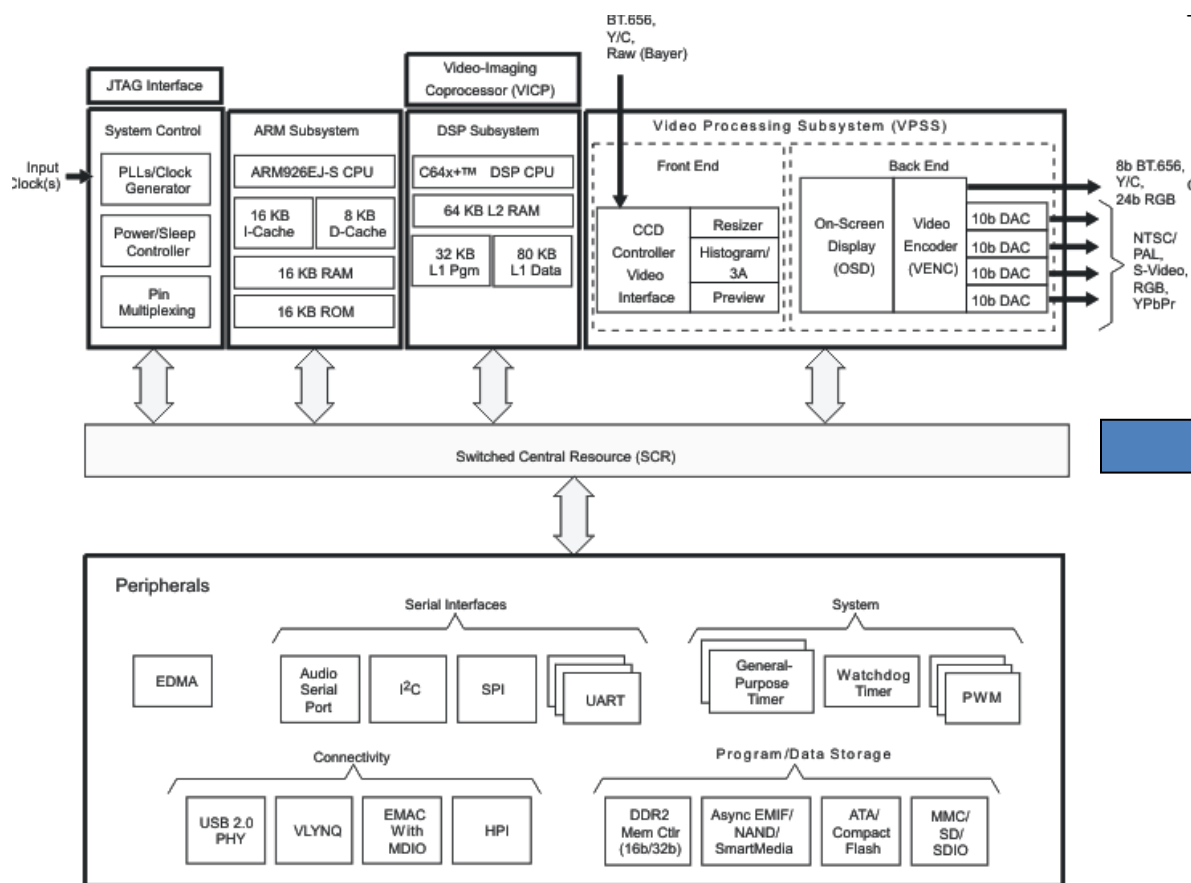 BT.656,
Y/C,
Raw (Bayer)
JTAG Interface
Video-Imaging
Coprocessor (VICP)
System Control
ARM Subsystem
DSP Subsystem
Video Processing Subsystem (VPSS)
Input
Clock(s)
PLLs/Clock
Generator
Power/Sleep
Controller
Pin
Multiplexing
ARM926EJ-S CPU
16 KB
I-Cache
8 KB
D-Cache
16 KB RAM
16 KB ROM
C64x+™ DSP CPU
64 KB L2 RAM
32 KB
L1 Pgm
80 KB
L1 Data
Front End
CCD
Controller
Video
Interface
Resizer
Histogram/
3A
Preview
Back End
On-Screen
Display
(OSD)
Video
Encoder
(VENC)
10b DAC
10b DAC
10b DAC
10b DAC
8b BT.656,
Y/C,
24b RGB
NTSC/
PAL,
S-Video,
RGB,
YPbPr
Switched Central Resource (SCR)
Peripherals
Serial Interfaces
System
EDMA
Audio
Serial
Port
I²C
SPI
UART
General-
Purpose
Timer
Watchdog
Timer
PWM
Connectivity
Program/Data Storage
USB 2.0
PHY
VLYNQ
EMAC
With
MDIO
HPI
DDR2
Mem Ctlr
(16b/32b)
Async EMIF/
NAND/
SmartMedia
ATA/
Compact
Flash
MMC/
SD/
SDIO